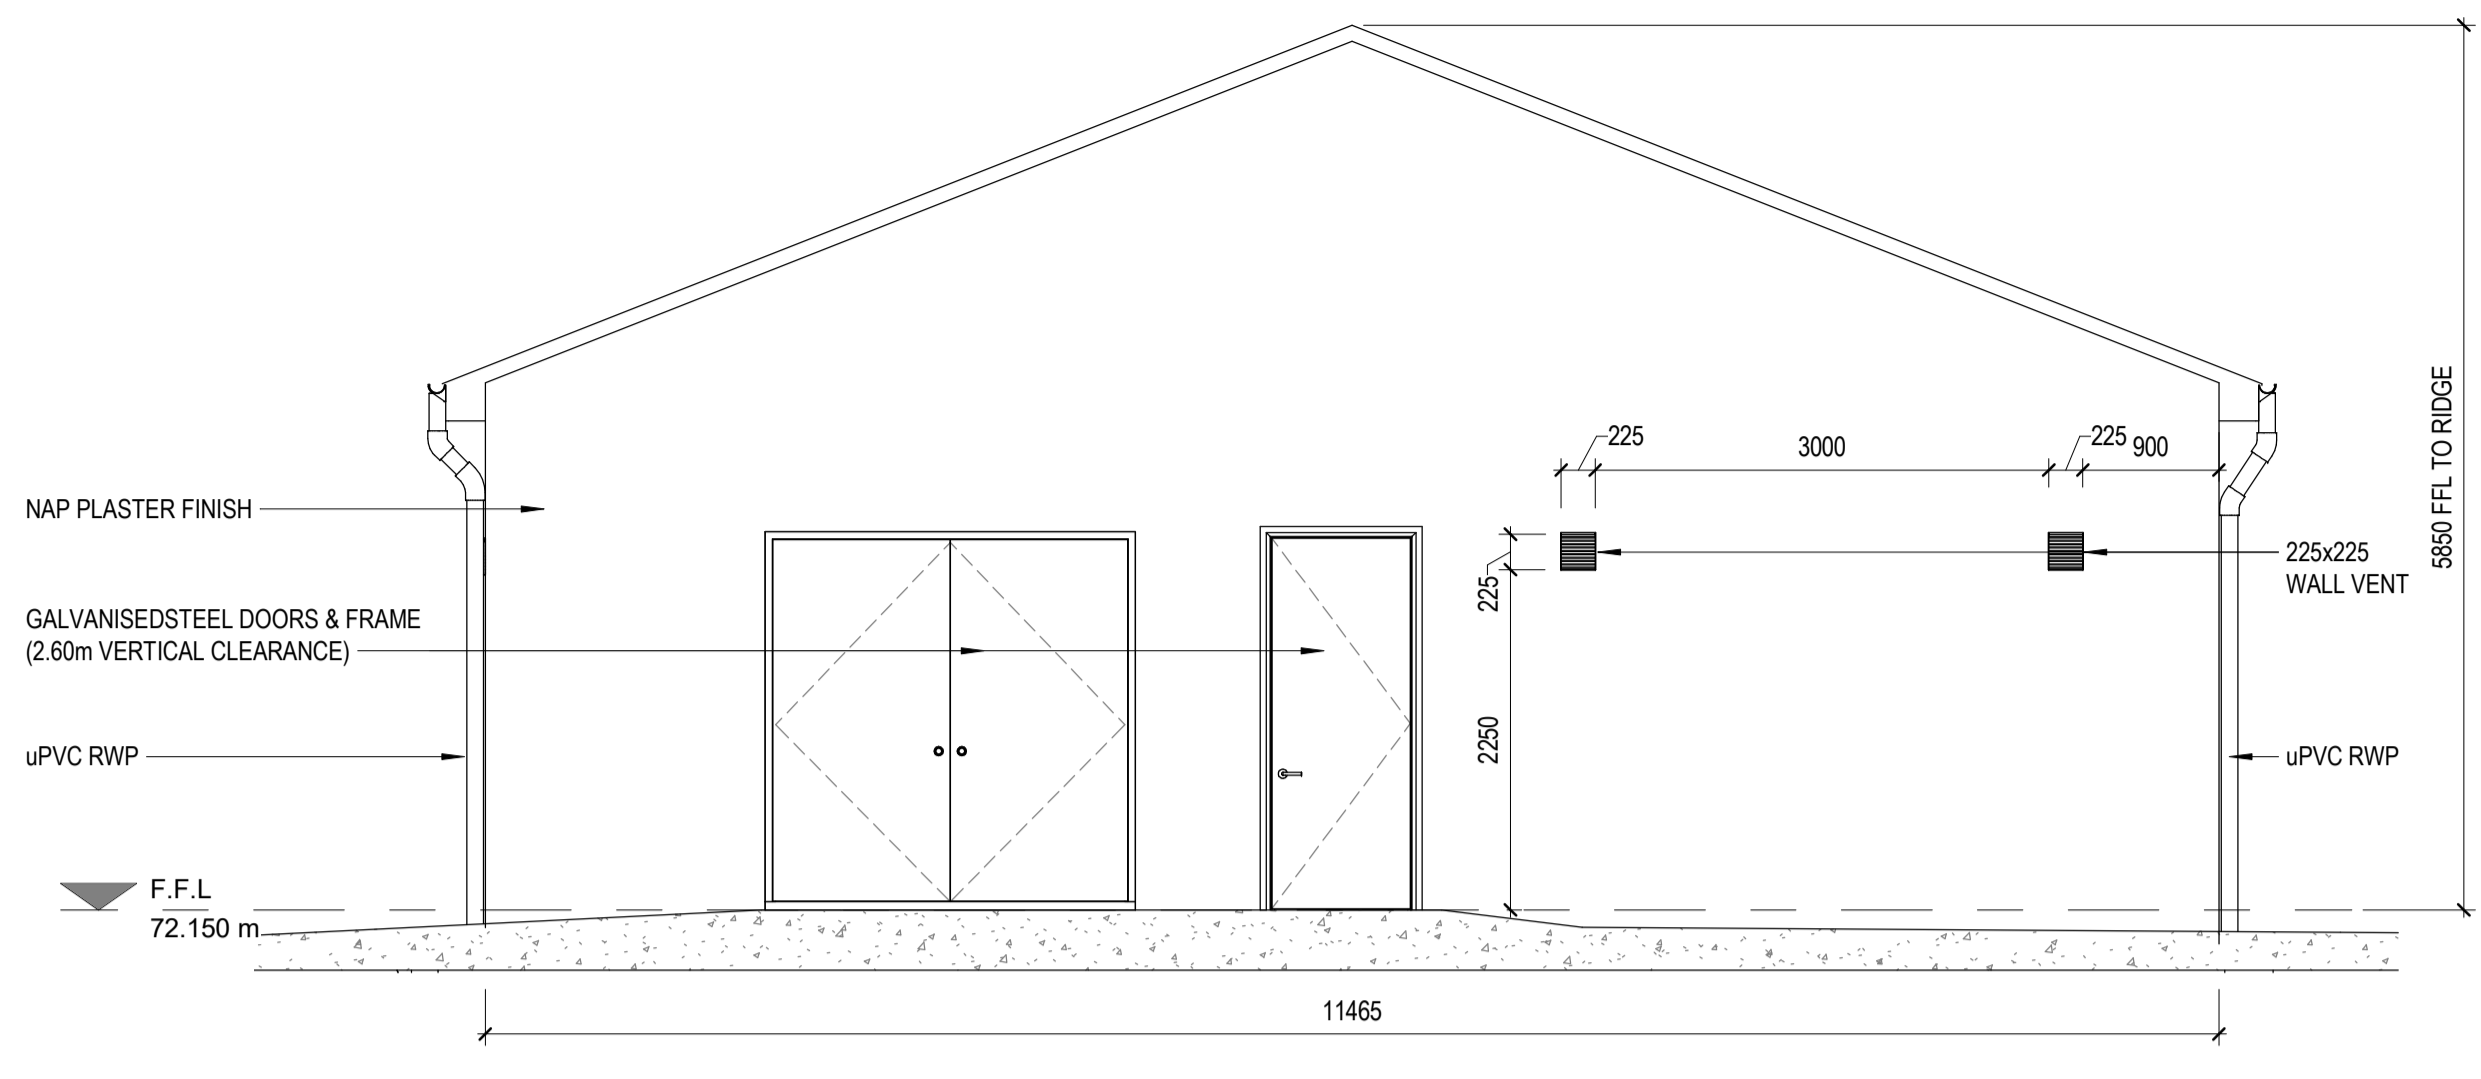 225
3000
225
900
5850 FFL TO RIDGE
NAP PLASTER FINISH
225x225
WALL VENT
225
GALVANISEDSTEEL DOORS & FRAME
(2.60m VERTICAL CLEARANCE)
2250
uPVC RWP
uPVC RWP
F.F.L
72.150 m
11465